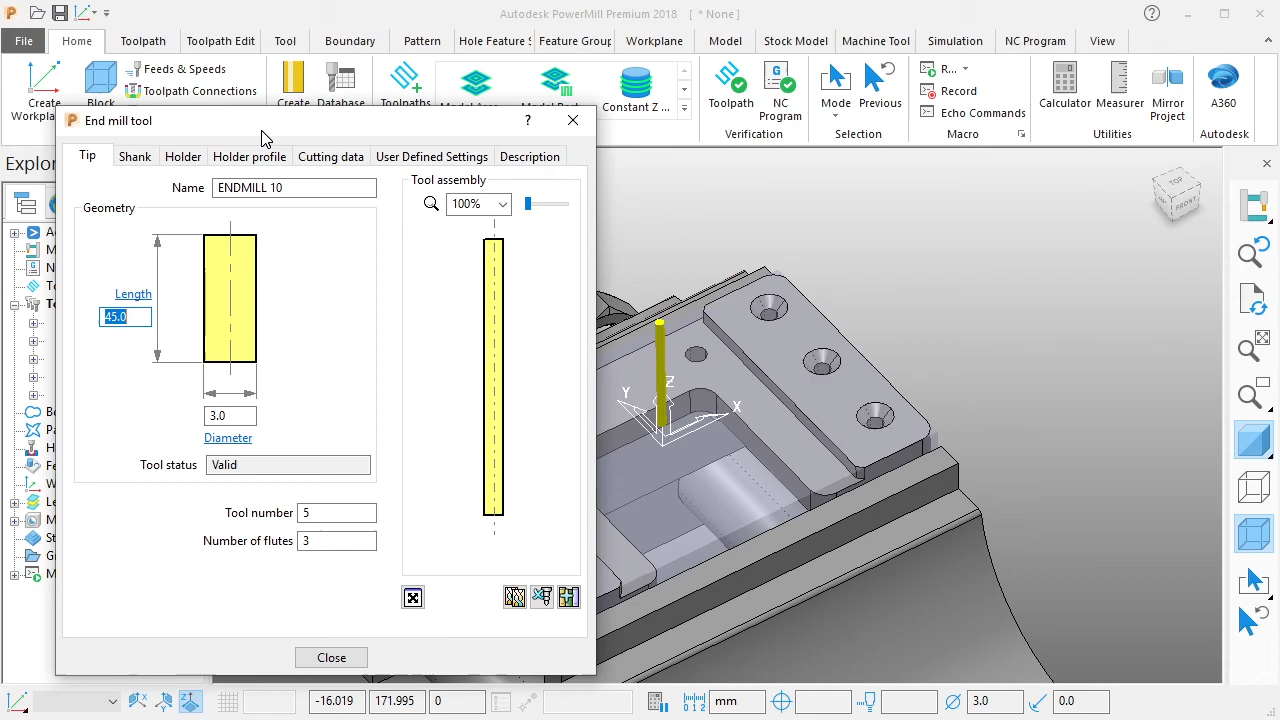 Autodesk PowerMill Premium 2018 [ * None ]
File Home Toolpath Toolpath Edit Tool Boundary Pattern Hole Feature S Feature Group Workplane Model Stock Model Machine Tool Simulation NC Program View
Create
Workpla
Block
Feeds & Speeds
Toolpath Connections
Create
Database
Toolpaths
Constant Z ...
Toolpath
NC
Program
Verification
Mode
Previous
Selection
R...
Record
Echo Commands
Macro
Calculator
Measurer
Mirror
Project
Utilities
A360
Autodesk
End mill tool
Tip Shank Holder Holder profile Cutting data User Defined Settings Description
Name ENDMILL 10
Geometry
Length
45.0
3.0
Diameter
Tool status Valid
Tool number 5
Number of flutes 3
Tool assembly
100%
Close
Explo
TOP
FRONT
Y
Z
X
-16.019 171.995 0 mm 3.0 0.0